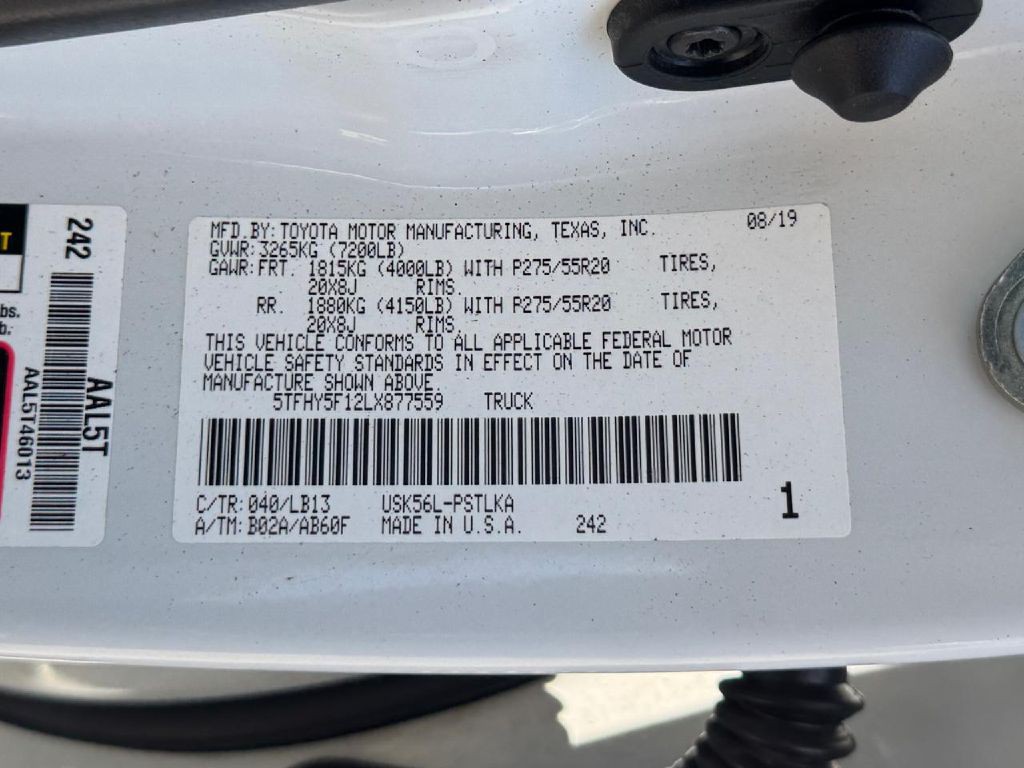 MFD.BY:TOYOTA MOTOR MANUFACTURING, TEXAS, INC. 08/19
GVWR:3265KG (7200LB)
GAWR:FRT. 1815KG (4000LB) WITH P275/55R20 TIRES,
20X8J RIMS.
RR. 1880KG (4150LB) WITH P275/55R20 TIRES,
20X8J RIMS.
THIS VEHICLE CONFORMS TO ALL APPLICABLE FEDERAL MOTOR
VEHICLE SAFETY STANDARDS IN EFFECT ON THE DATE OF
MANUFACTURE SHOWN ABOVE.
5TFHY5F12LX877559 TRUCK
C/TR:040/LB13 USK56L-PSTLKA
A/TM:B02A/AB60F MADE IN U.S.A. 242
1
242
AAL5T
AAL5T46013